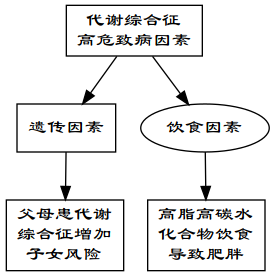 代谢综合征
高危致病因素
遗传因素
饮食因素
父母患代谢
综合征增加
子女风险
高脂高碳水
化合物饮食
导致肥胖